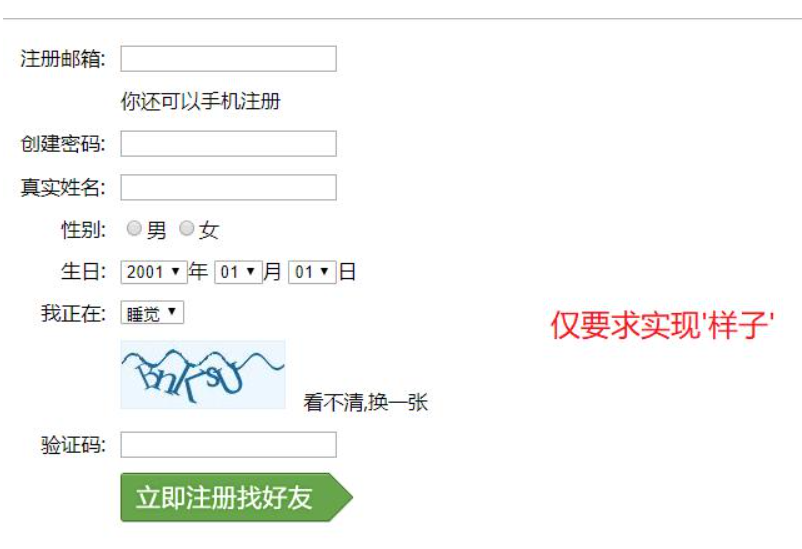 注册邮箱:
你还可以手机注册
创建密码:
真实姓名:
性别: 男 女
生日: 2001 年 01 月 01 日
我正在: 睡觉
仅要求实现'样子'
BnKSU
看不清,换一张
验证码:
立即注册找好友